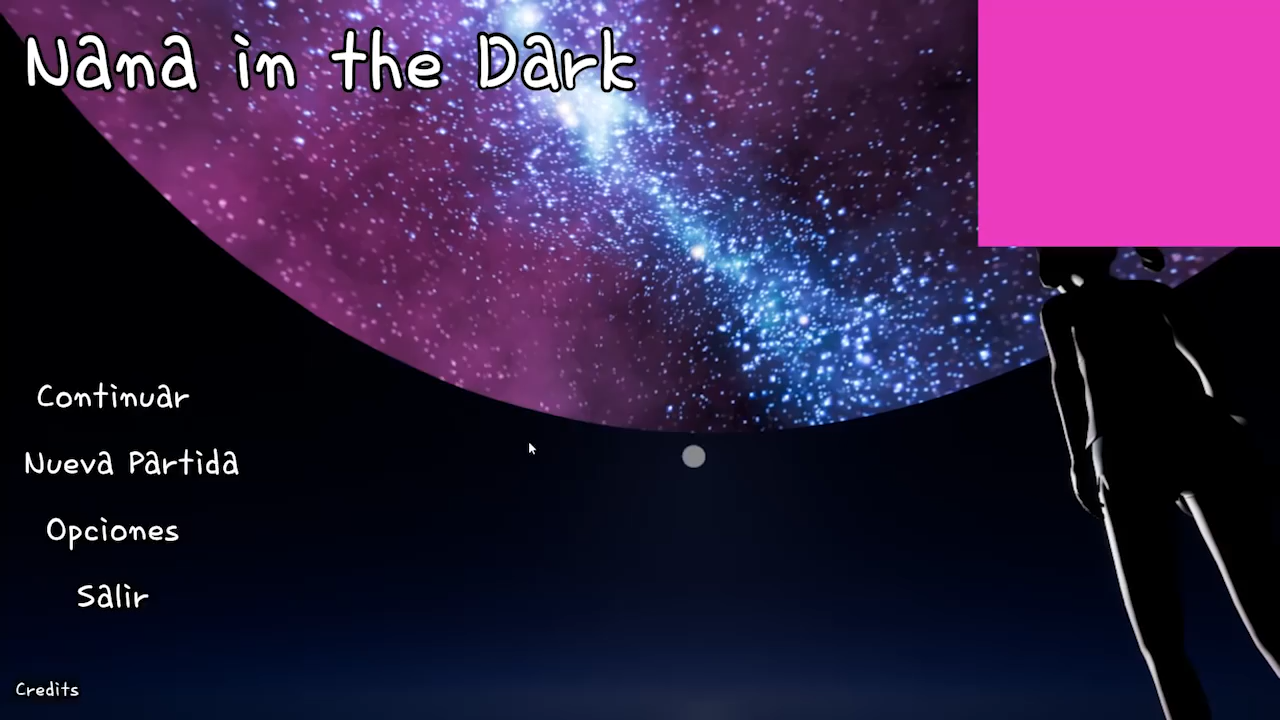 Nana in the Dark
Continuar
Nueva Partida
Opciones
Salir
Credits